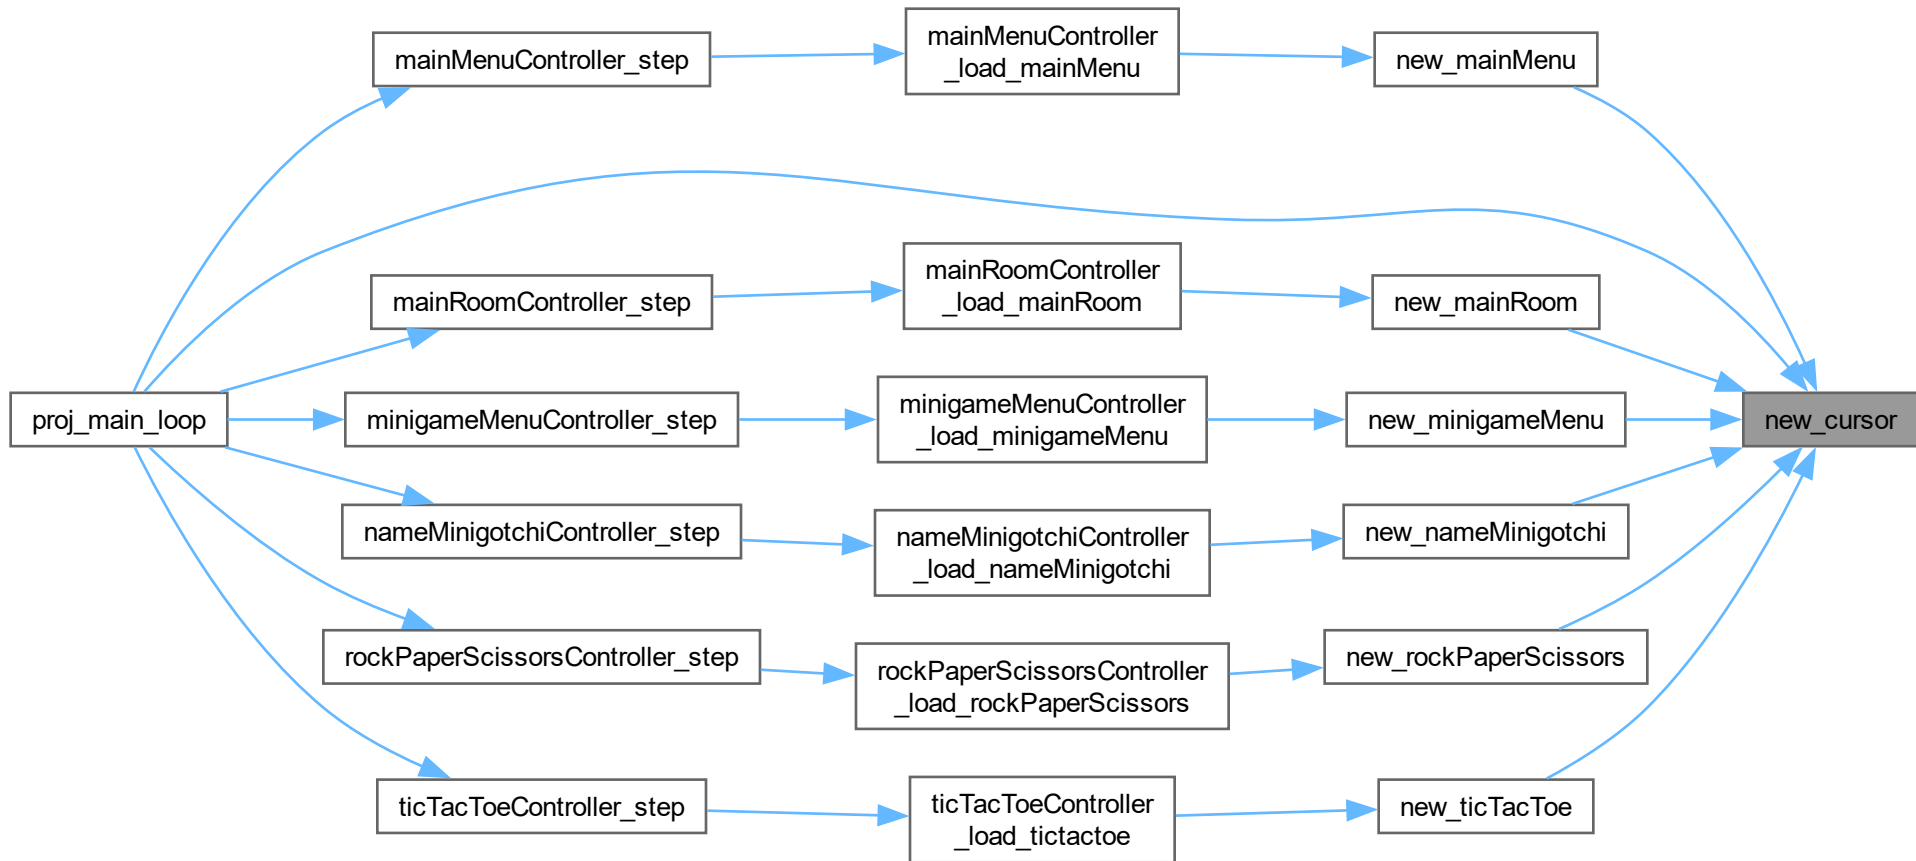 mainMenuController_step
mainMenuController
_load_mainMenu
new_mainMenu
mainRoomController_step
mainRoomController
_load_mainRoom
new_mainRoom
proj_main_loop
minigameMenuController_step
minigameMenuController
_load_minigameMenu
new_minigameMenu
new_cursor
nameMinigotchiController_step
nameMinigotchiController
_load_nameMinigotchi
new_nameMinigotchi
rockPaperScissorsController_step
rockPaperScissorsController
_load_rockPaperScissors
new_rockPaperScissors
ticTacToeController_step
ticTacToeController
_load_tictactoe
new_ticTacToe